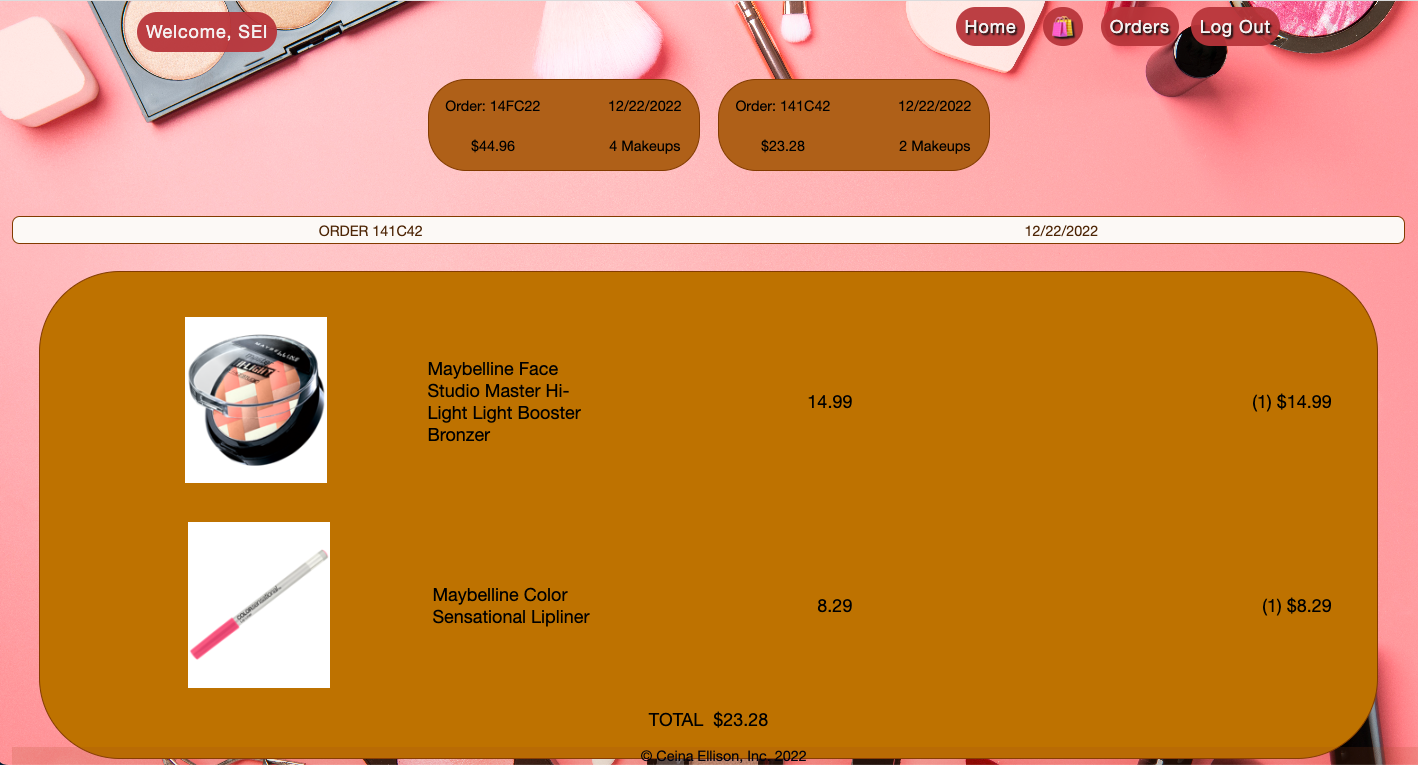 Welcome, SEI
Home
Orders
Log Out
Order: 14FC22 12/22/2022
$44.96 4 Makeups
Order: 141C42 12/22/2022
$23.28 2 Makeups
ORDER 141C42 12/22/2022
MAYBELLINE
Maybelline Face
Studio Master Hi-
Light Light Booster
Bronzer
14.99
(1) $14.99
Maybelline Color
Sensational Lipliner
8.29
(1) $8.29
TOTAL $23.28
© Ceina Ellison, Inc. 2022